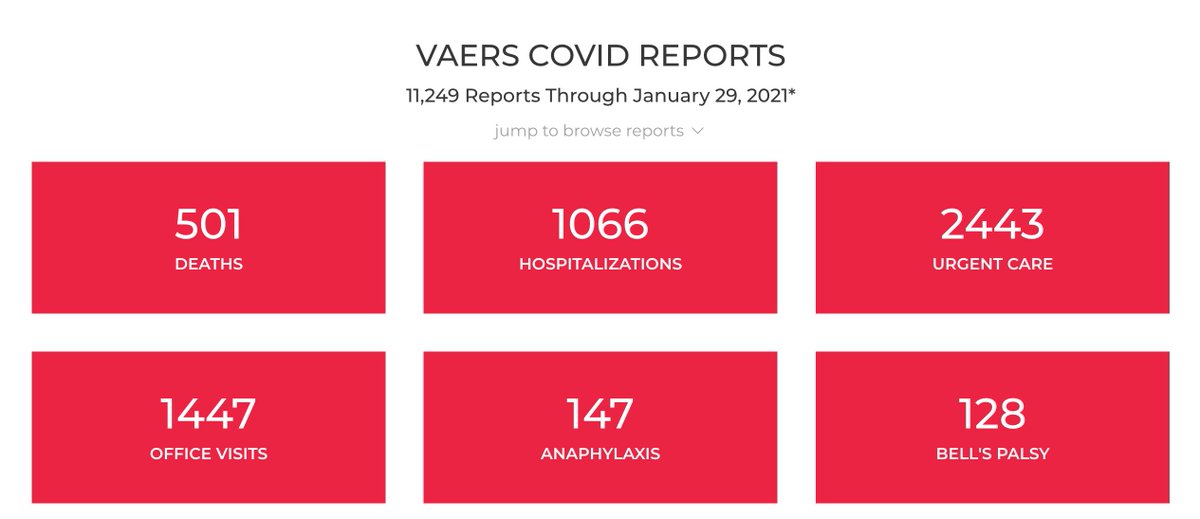 VAERS COVID REPORTS
11,249 Reports Through January 29, 2021*
jump to browse reports
501
DEATHS
1066
HOSPITALIZATIONS
2443
URGENT CARE
1447
OFFICE VISITS
147
ANAPHYLAXIS
128
BELL'S PALSY